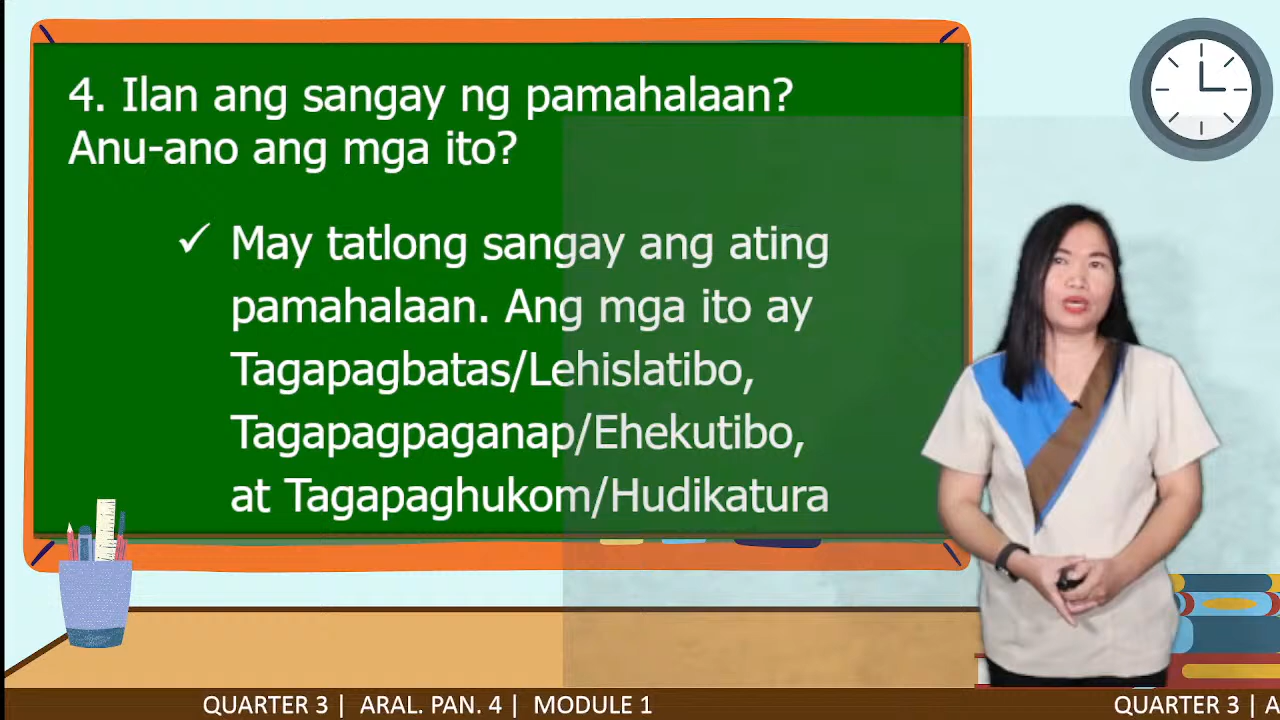 4. Ilan ang sangay ng pamahalaan?
Anu-ano ang mga ito?
✓ May tatlong sangay ang ating
pamahalaan. Ang mga ito ay
Tagapagbatas/Lehislatibo,
Tagapagpaganap/Ehekutibo,
at Tagapaghukom/Hudikatura
QUARTER 3 | ARAL. PAN. 4 | MODULE 1
QUARTER 3 | A